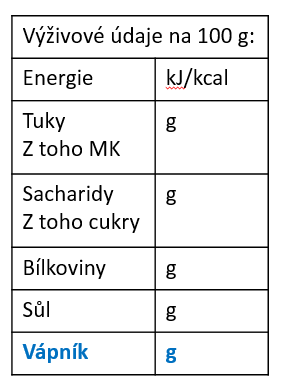 Výživové údaje na 100 g:
Energie kJ/kcal
Tuky g
Z toho MK
Sacharidy g
Z toho cukry
Bílkoviny g
Sůl g
Vápník g